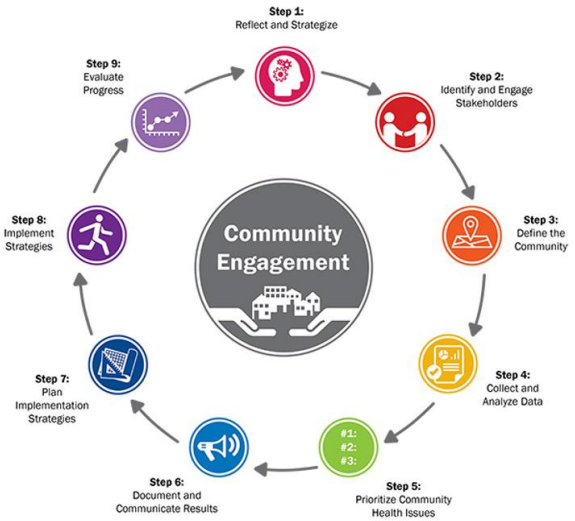 Step 1:
Reflect and Strategize
Step 2:
Identify and Engage
Stakeholders
Step 3:
Define the
Community
Step 4:
Collect and
Analyze Data
Step 5:
Prioritize Community
Health Issues
#1:
#2:
#3:
Step 6:
Document and
Communicate Results
Step 7:
Plan
Implementation
Strategies
Step 8:
Implement
Strategies
Step 9:
Evaluate
Progress
Community
Engagement